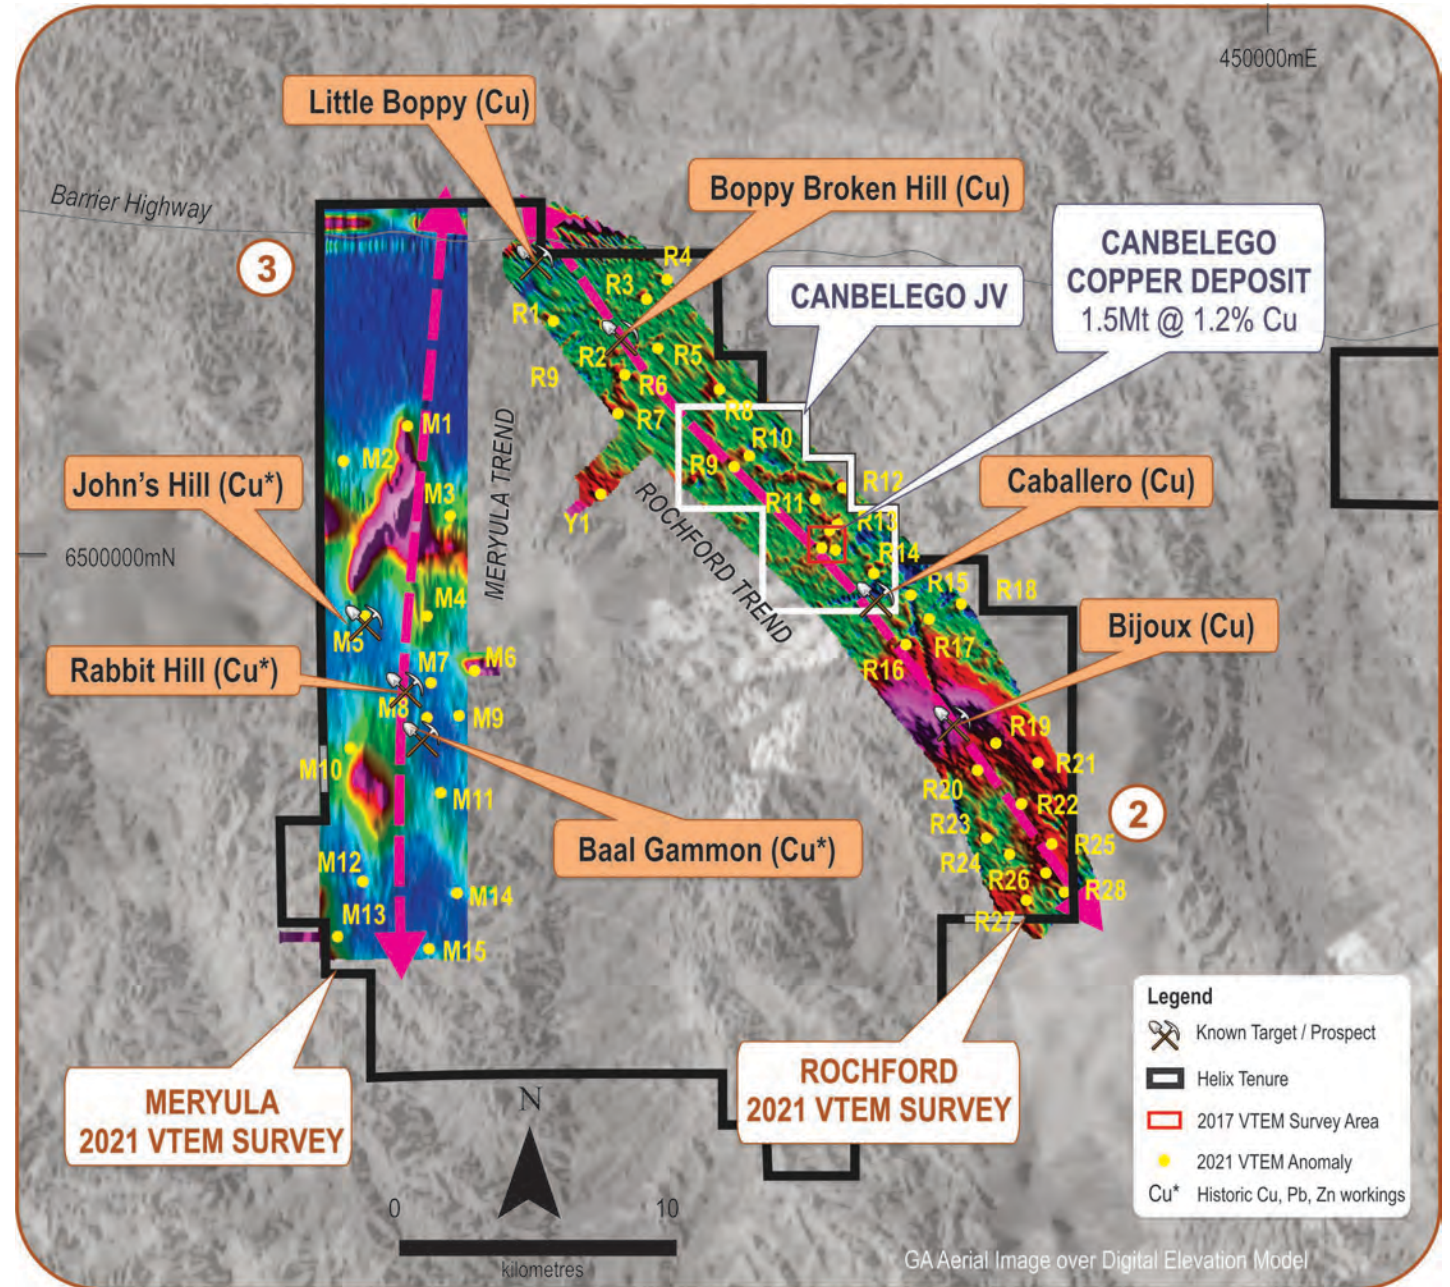 450000mE
Little Boppy (Cu)
Boppy Broken Hill (Cu)
Barrier Highway
CANBELEGO
COPPER DEPOSIT
1.5Mt @ 1.2% Cu
CANBELEGO JV
3
R4
R3
R1
R2
R5
R9
R6
R7
R8
M1
MERYULA TREND
R10
M2
R9
Caballero (Cu)
John's Hill (Cu*)
R12
M3
R11
Y1
ROCHFORD TREND
R13
6500000mN
R14
R15
R18
M4
Bijoux (Cu)
M5
R17
Rabbit Hill (Cu*)
M7
M6
R16
M8
M9
R19
M10
R21
R20
M11
R22
2
R23
Baal Gammon (Cu*)
R25
R24
M12
R26
R28
M14
M13
R27
M15
Legend
Known Target / Prospect
Helix Tenure
2017 VTEM Survey Area
2021 VTEM Anomaly
Cu* Historic Cu, Pb, Zn workings
MERYULA
2021 VTEM SURVEY
ROCHFORD
2021 VTEM SURVEY
N
0 10
kilometres
GA Aerial Image over Digital Elevation Model